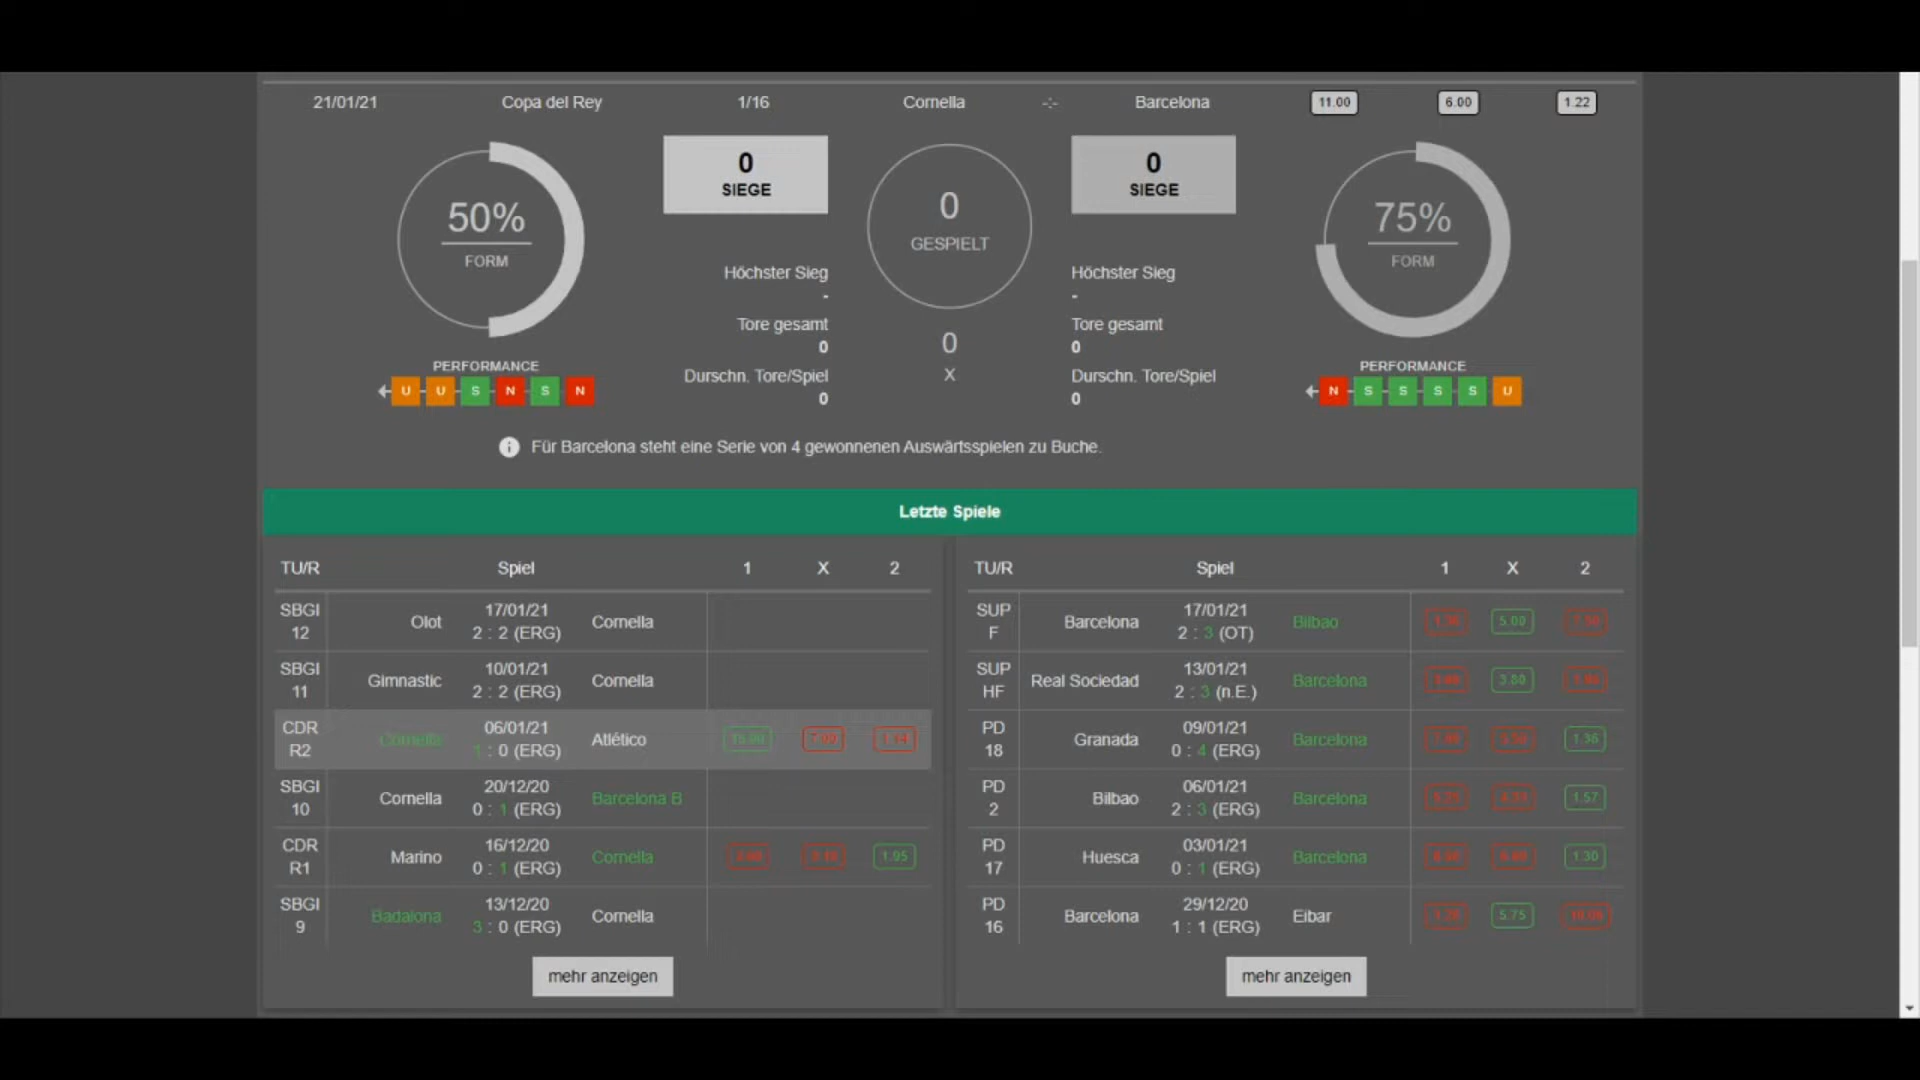 21/01/21 Copa del Rey 1/16 Cornella -:- Barcelona 11.00 6.00 1.22
50%
FORM
PERFORMANCE
U U S N S N
0
SIEGE
Höchster Sieg
-
Tore gesamt
0
Durschn. Tore/Spiel
0
0
GESPIELT
0
X
0
SIEGE
Höchster Sieg
-
Tore gesamt
0
Durschn. Tore/Spiel
0
75%
FORM
PERFORMANCE
N S S S S U
Für Barcelona steht eine Serie von 4 gewonnenen Auswärtsspielen zu Buche.
Letzte Spiele
TU/R Spiel 1 X 2
SBGI 12 Olot 17/01/21 2 : 2 (ERG) Cornella
SBGI 11 Gimnastic 10/01/21 2 : 2 (ERG) Cornella
CDR R2 Cornella 06/01/21 1 : 0 (ERG) Atlético 7.00 1.14
SBGI 10 Cornella 20/12/20 0 : 1 (ERG) Barcelona B
CDR R1 Marino 16/12/20 0 : 1 (ERG) Cornella 1.95
SBGI 9 Badalona 13/12/20 3 : 0 (ERG) Cornella
mehr anzeigen
TU/R Spiel 1 X 2
SUP F Barcelona 17/01/21 2 : 3 (OT) Bilbao 5.00
SUP HF Real Sociedad 13/01/21 2 : 3 (n.E.) Barcelona 3.80
PD 18 Granada 09/01/21 0 : 4 (ERG) Barcelona 1.36
PD 2 Bilbao 06/01/21 2 : 3 (ERG) Barcelona 1.57
PD 17 Huesca 03/01/21 0 : 1 (ERG) Barcelona 1.30
PD 16 Barcelona 29/12/20 1 : 1 (ERG) Eibar 5.75
mehr anzeigen